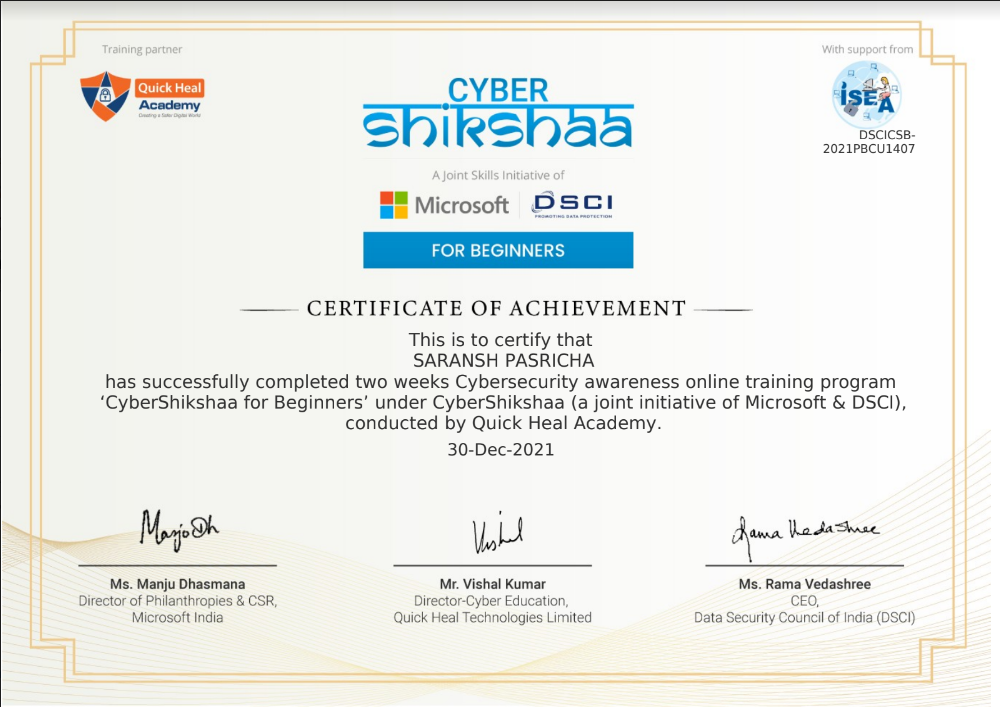 Training partner
With support from
Quick Heal
Academy
Creating a Safer Digital World
ISEA
DSCICSB-
2021PBCU1407
CYBER
shikshaa
A Joint Skills Initiative of
Microsoft
DSCI
PROMOTING DATA PROTECTION
FOR BEGINNERS
CERTIFICATE OF ACHIEVEMENT
This is to certify that
SARANSH PASRICHA
has successfully completed two weeks Cybersecurity awareness online training program
‘CyberShikshaa for Beginners’ under CyberShikshaa (a joint initiative of Microsoft & DSCI),
conducted by Quick Heal Academy.
30-Dec-2021
Manjo Dh
Vishal
Rama Vedashree
Ms. Manju Dhasmana
Director of Philanthropies & CSR,
Microsoft India
Mr. Vishal Kumar
Director-Cyber Education,
Quick Heal Technologies Limited
Ms. Rama Vedashree
CEO,
Data Security Council of India (DSCI)